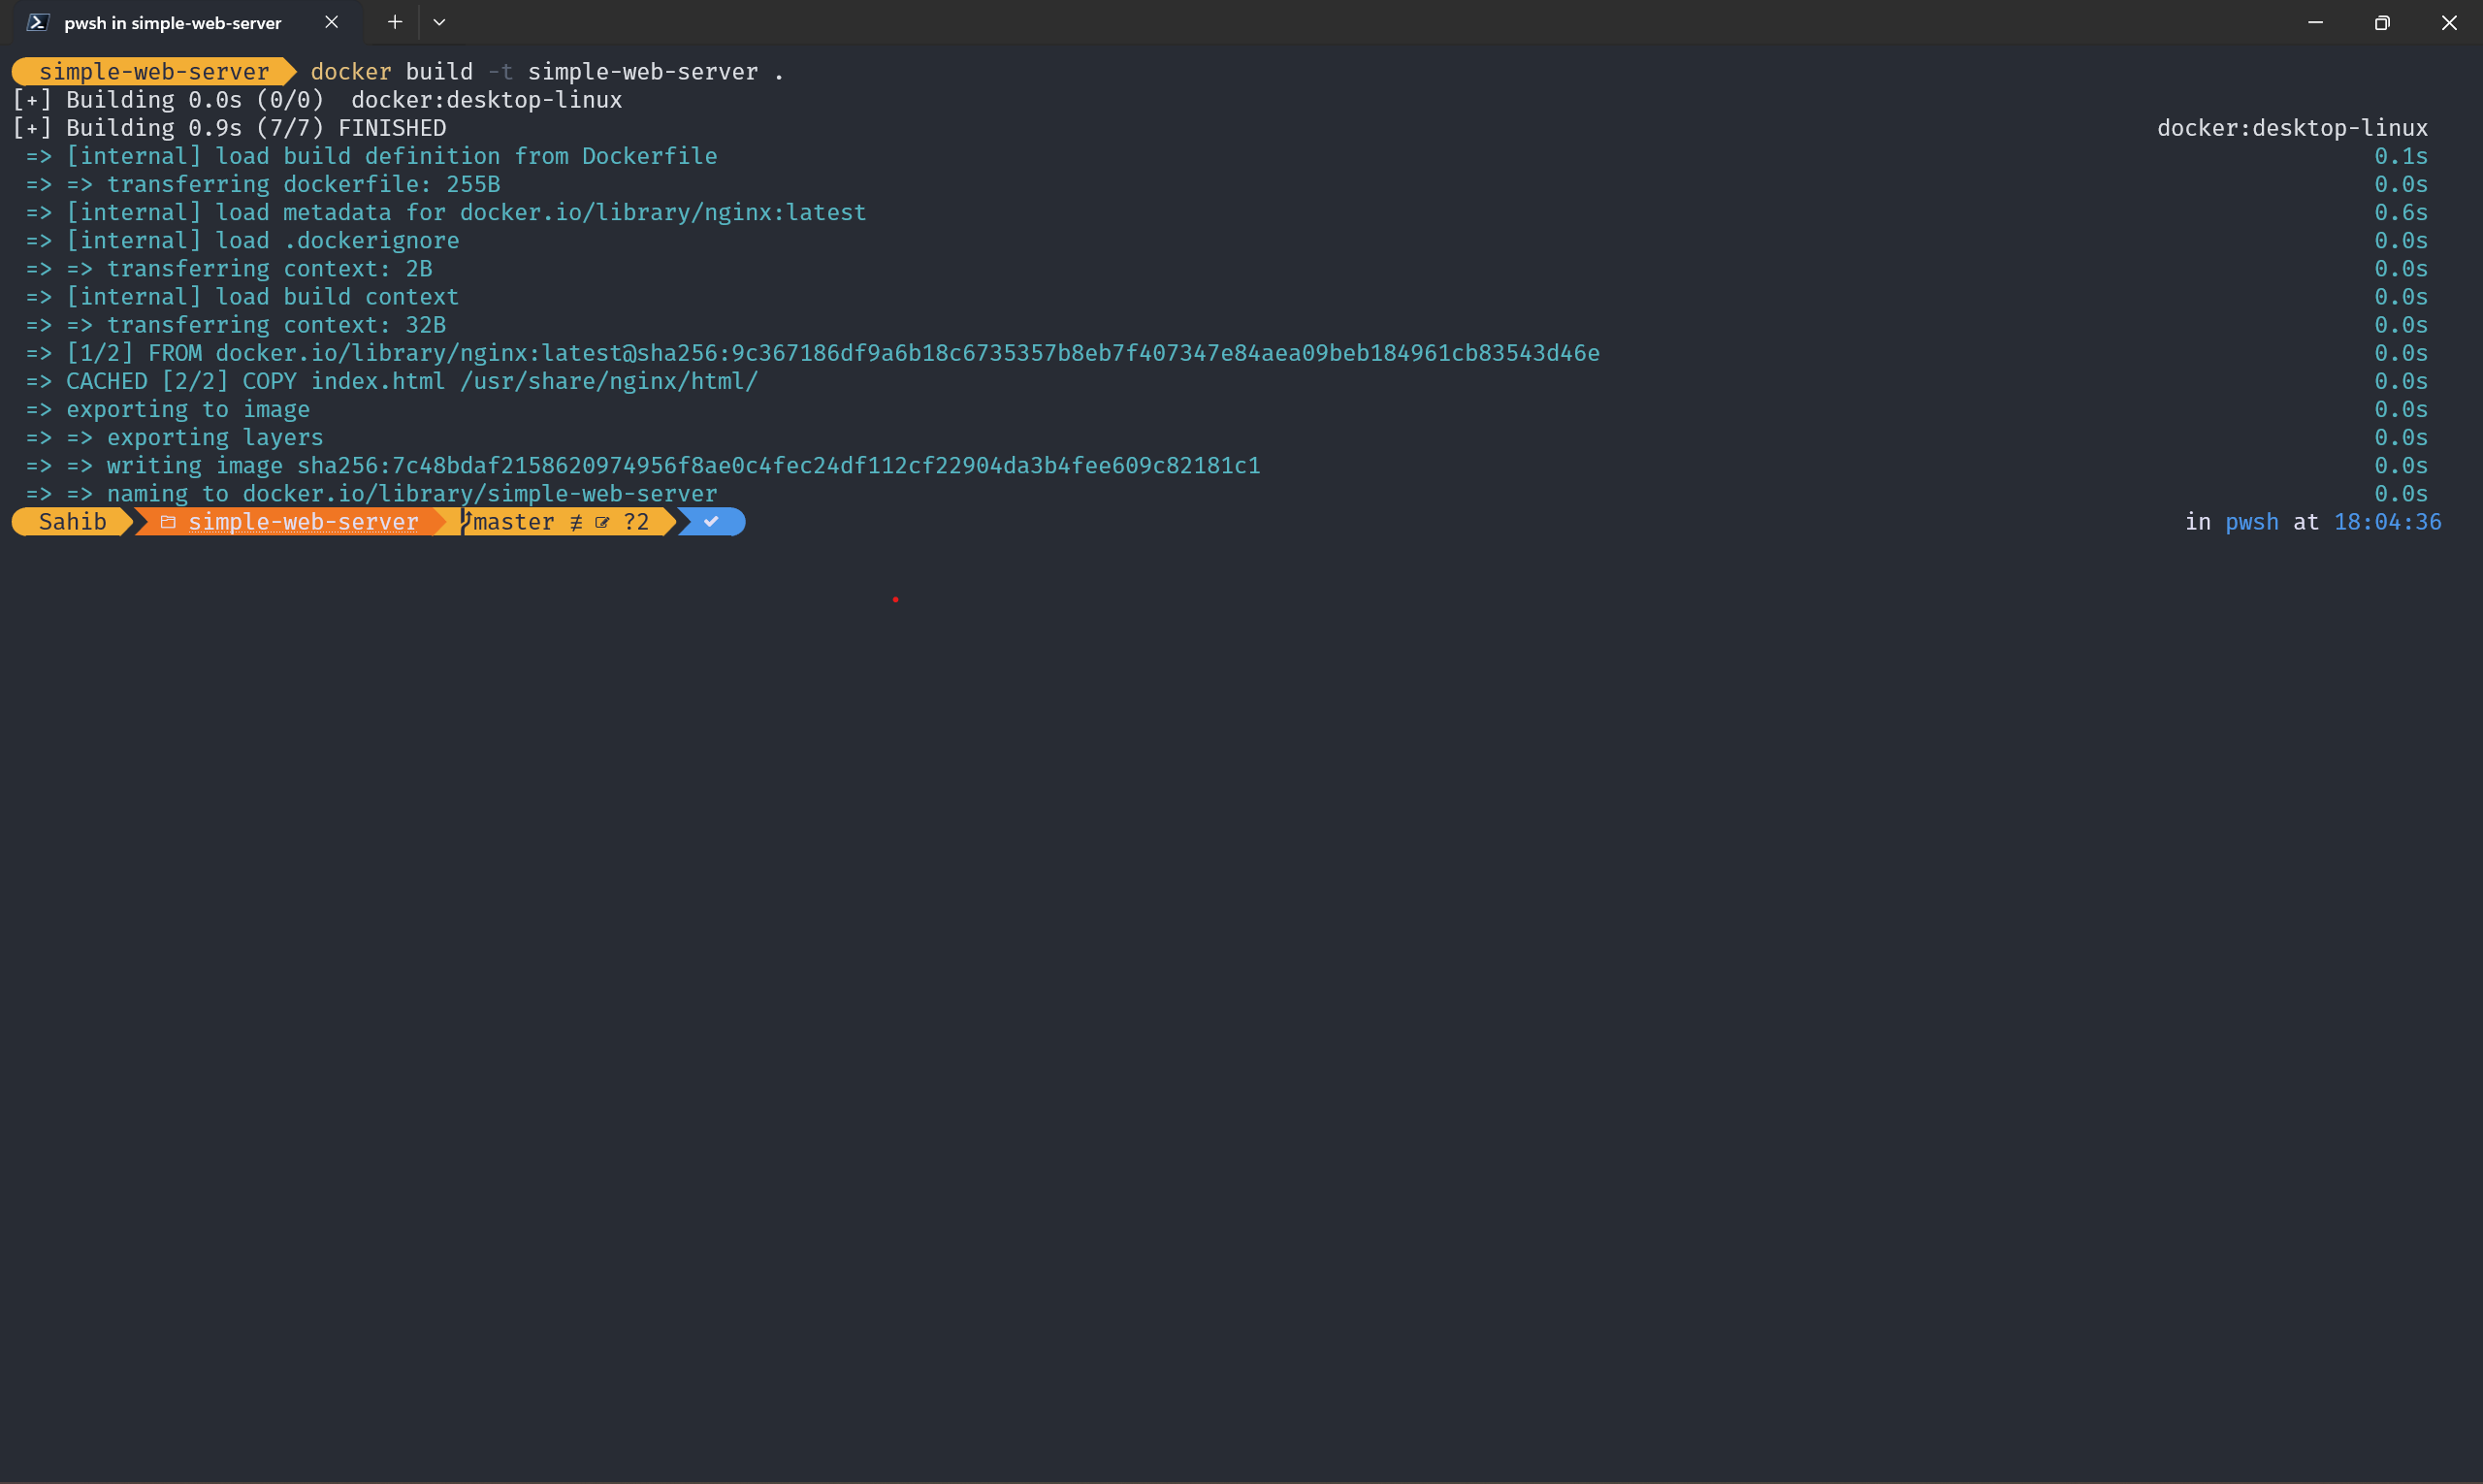 pwsh in simple-web-server
simple-web-server docker build -t simple-web-server .
[+] Building 0.0s (0/0)  docker:desktop-linux
[+] Building 0.9s (7/7) FINISHED docker:desktop-linux
=> [internal] load build definition from Dockerfile 0.1s
=> => transferring dockerfile: 255B 0.0s
=> [internal] load metadata for docker.io/library/nginx:latest 0.6s
=> [internal] load .dockerignore 0.0s
=> => transferring context: 2B 0.0s
=> [internal] load build context 0.0s
=> => transferring context: 32B 0.0s
=> [1/2] FROM docker.io/library/nginx:latest@sha256:9c367186df9a6b18c6735357b8eb7f407347e84aea09beb184961cb83543d46e 0.0s
=> CACHED [2/2] COPY index.html /usr/share/nginx/html/ 0.0s
=> exporting to image 0.0s
=> => exporting layers 0.0s
=> => writing image sha256:7c48bdaf2158620974956f8ae0c4fec24df112cf22904da3b4fee609c82181c1 0.0s
=> => naming to docker.io/library/simple-web-server 0.0s
Sahib simple-web-server master ≢ ?2 ✔ in pwsh at 18:04:36